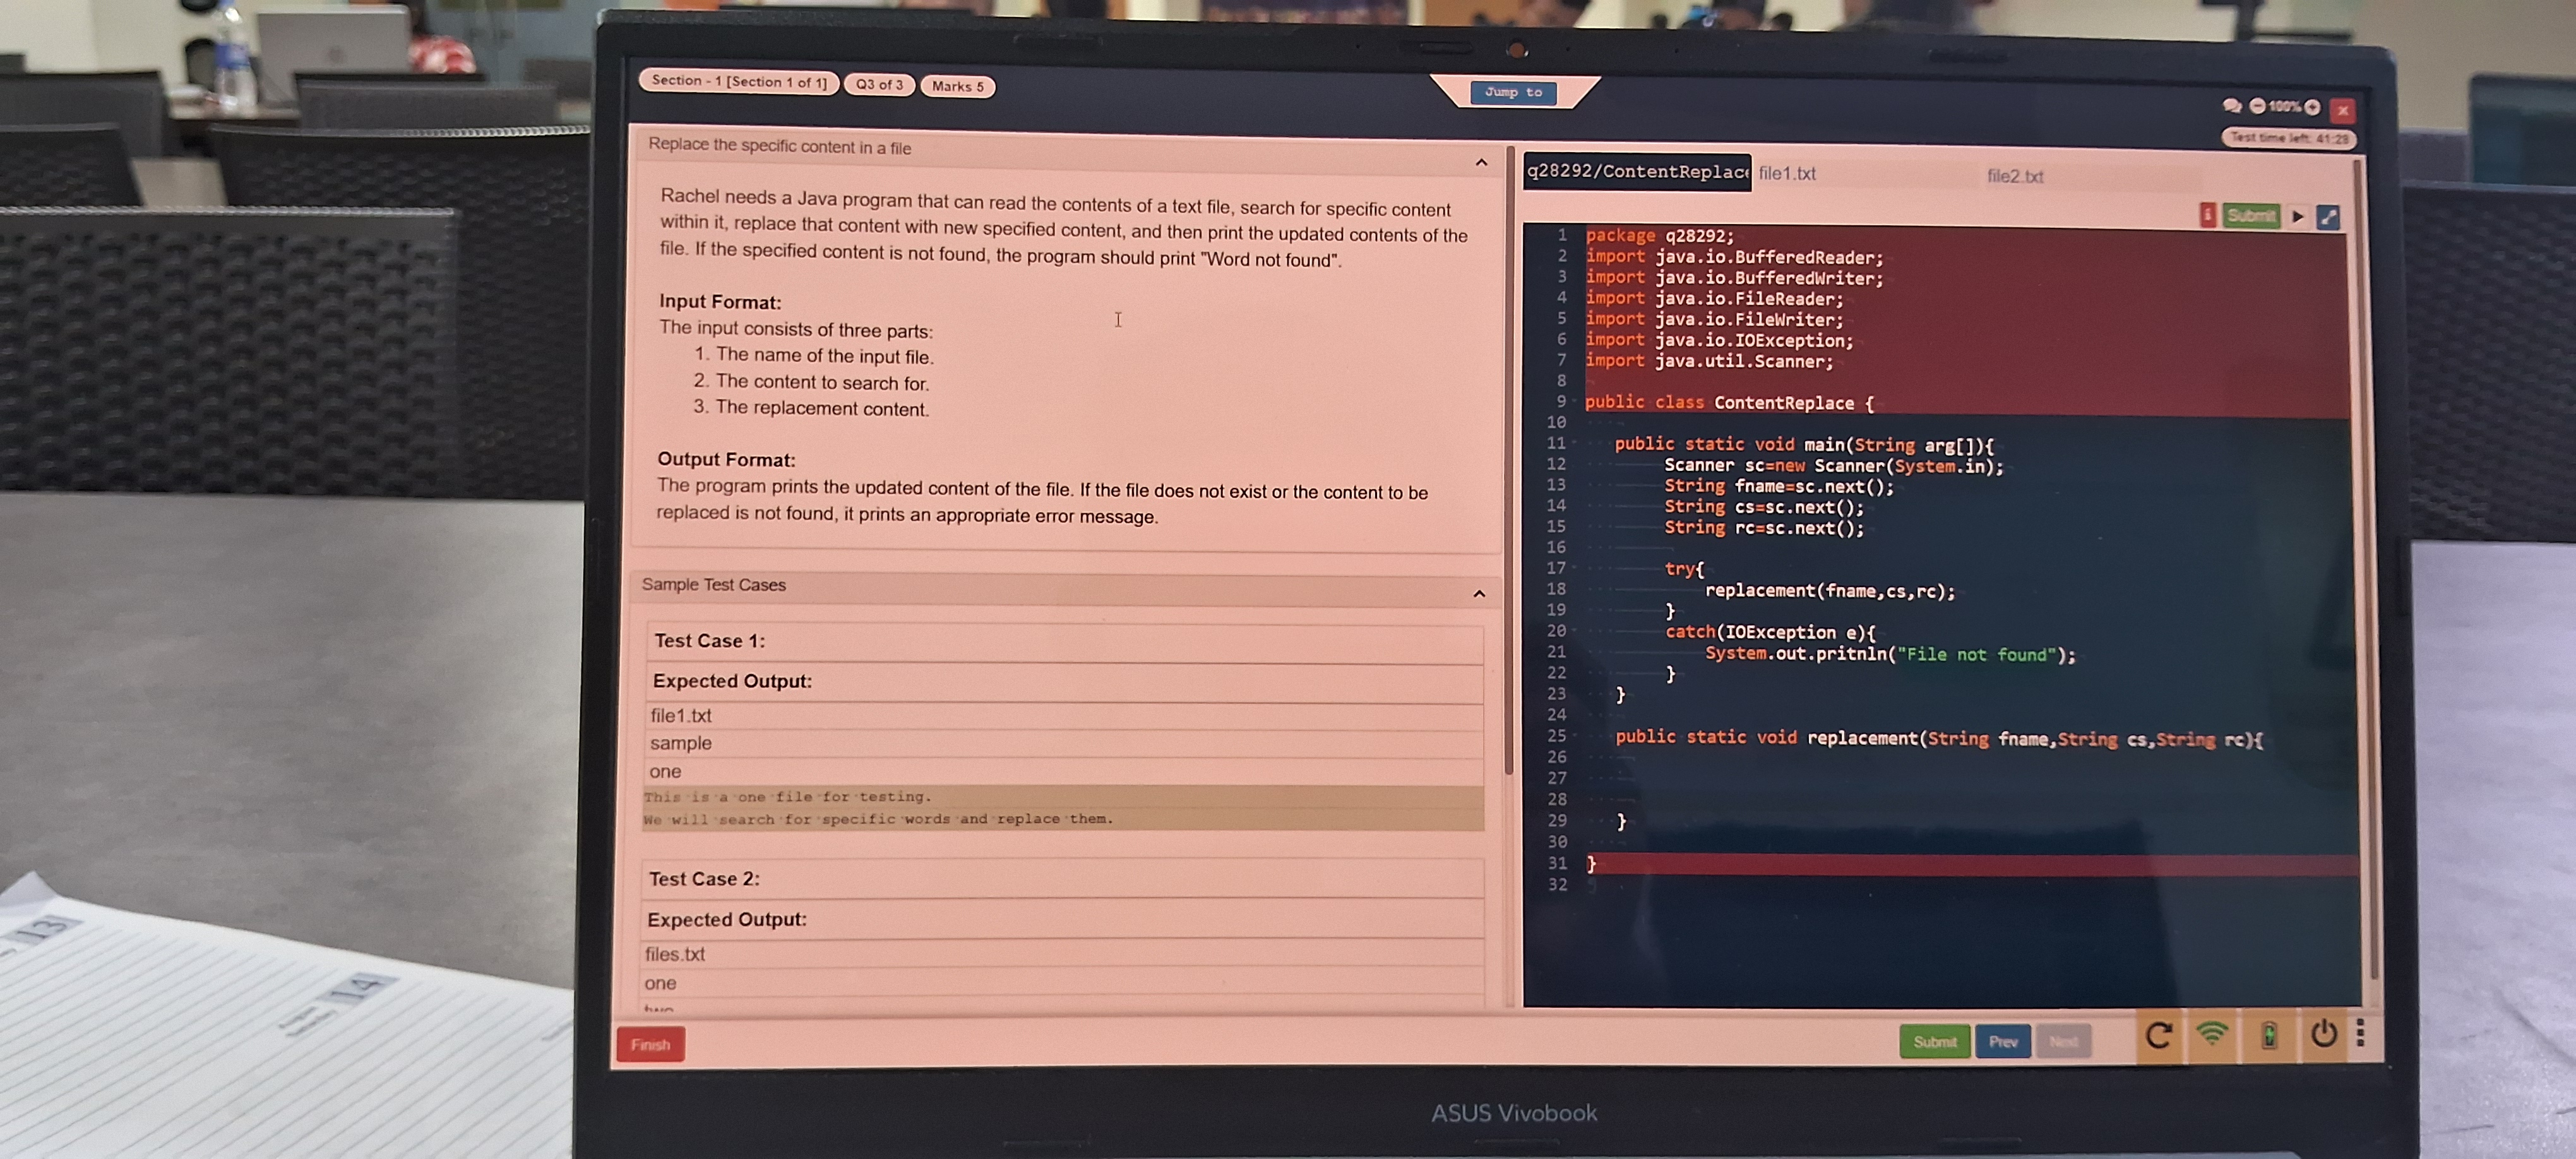 Section - 1 [Section 1 of 1] Q3 of 3 Marks 5
Jump to
100%
Test time left: 41:29
Replace the specific content in a file
Rachel needs a Java program that can read the contents of a text file, search for specific content
within it, replace that content with new specified content, and then print the updated contents of the
file. If the specified content is not found, the program should print "Word not found".
Input Format:
The input consists of three parts:
1. The name of the input file.
2. The content to search for.
3. The replacement content.
Output Format:
The program prints the updated content of the file. If the file does not exist or the content to be
replaced is not found, it prints an appropriate error message.
Sample Test Cases
Test Case 1:
Expected Output:
file1.txt
sample
one
This is a one file for testing.
We will search for specific words and replace them.
Test Case 2:
Expected Output:
files.txt
one
two
Finish
q28292/ContentReplac file1.txt file2.txt
Submit
1 package q28292;
2 import java.io.BufferedReader;
3 import java.io.BufferedWriter;
4 import java.io.FileReader;
5 import java.io.FileWriter;
6 import java.io.IOException;
7 import java.util.Scanner;
8
9 public class ContentReplace {
10
11 public static void main(String arg[]){
12 Scanner sc=new Scanner(System.in);
13 String fname=sc.next();
14 String cs=sc.next();
15 String rc=sc.next();
16
17 try{
18 replacement(fname,cs,rc);
19 }
20 catch(IOException e){
21 System.out.pritnln("File not found");
22 }
23 }
24
25 public static void replacement(String fname,String cs,String rc){
26
27
28
29 }
30
31 }
32
Submit Prev Next
ASUS Vivobook
13
14